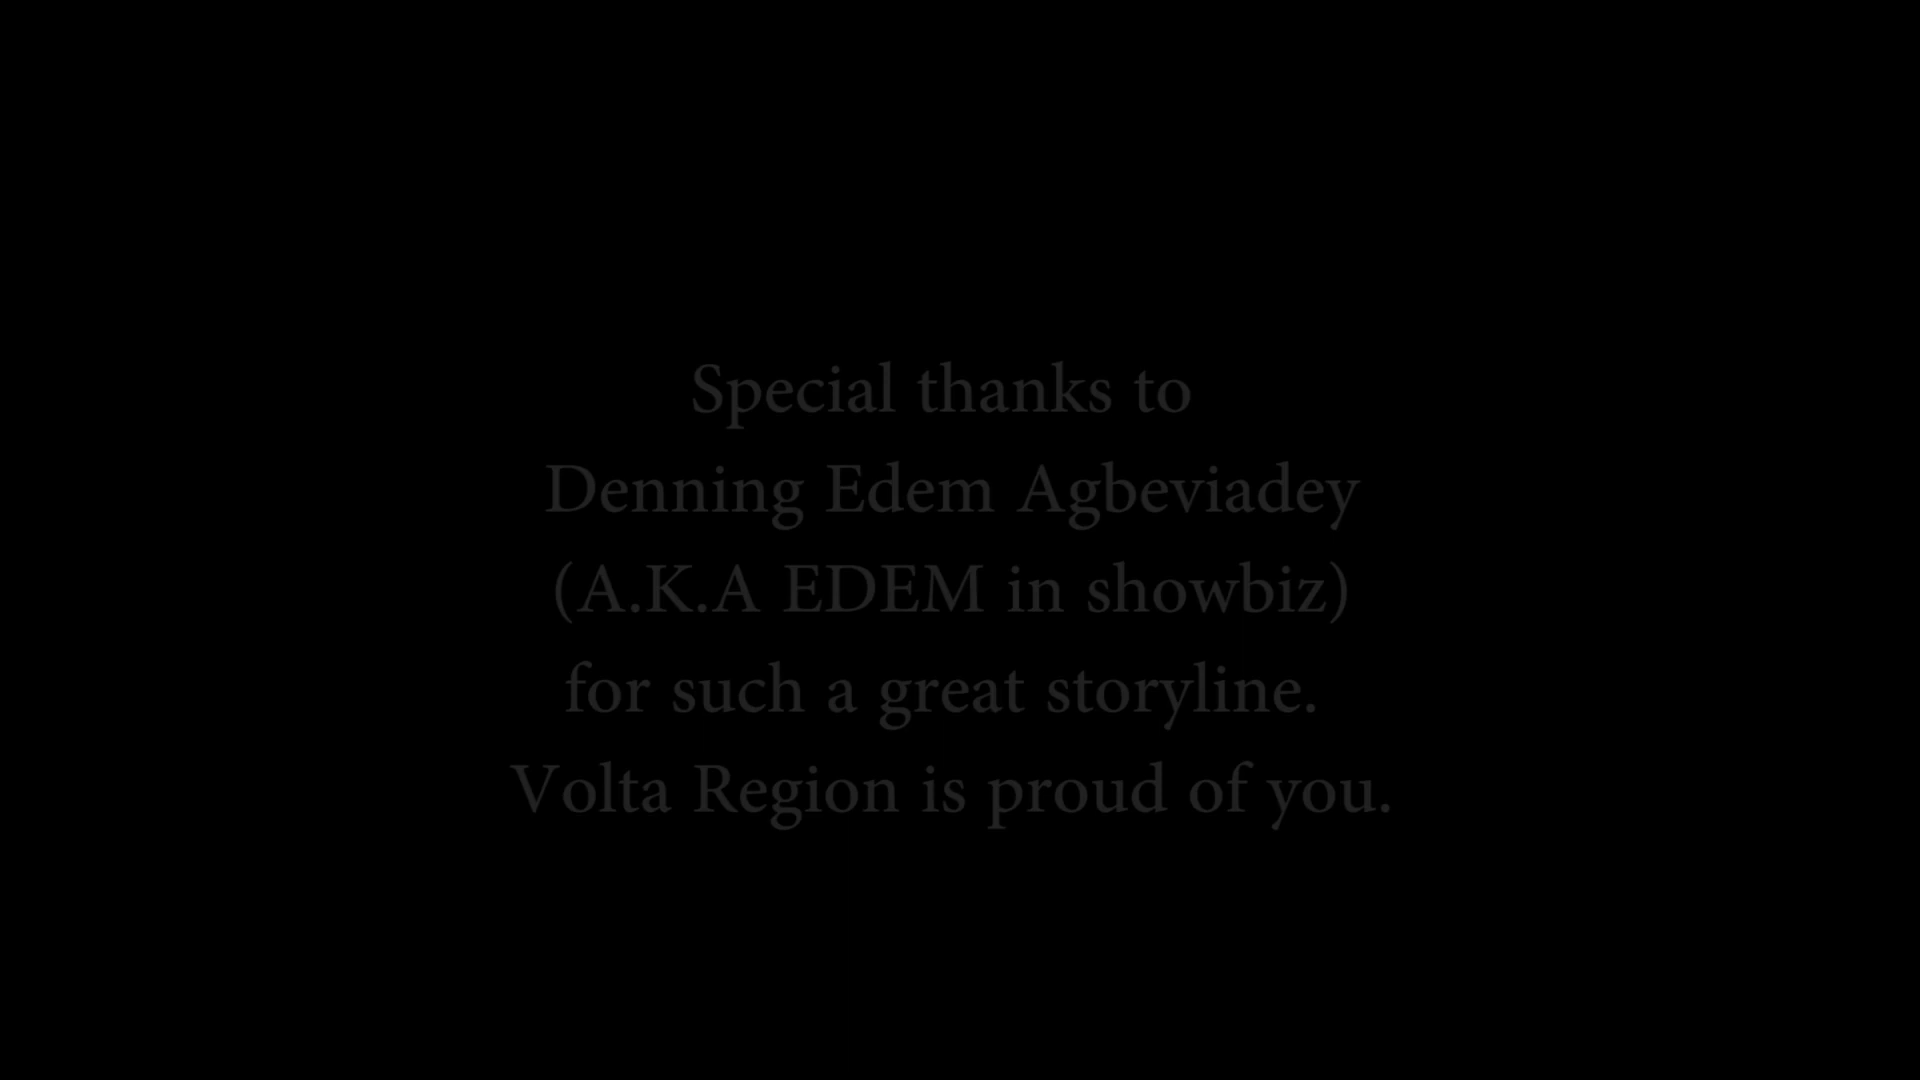 Special thanks to
Denning Edem Agbeviadey
(A.K.A EDEM in showbiz)
for such a great storyline.
Volta Region is proud of you.